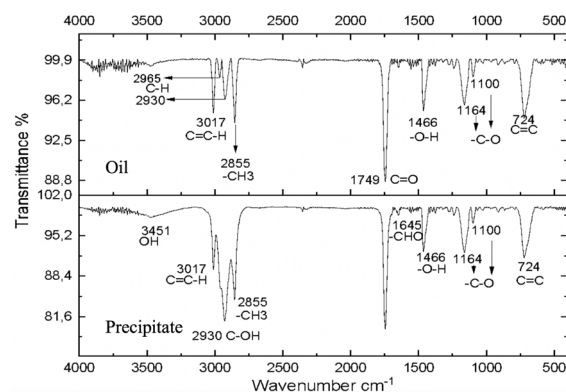 99,9
96,2
92,5
88,8
102,0
95,2
88,4
81,6
Transmittance %
4000 3500 3000 2500 2000 1500 1000 500
2965
C-H
2930
3017
C=C-H
2855
-CH3
Oil
1749 C=O
1466
-O-H
1164
1100
-C-O
724
C=C
3451
OH
3017
C=C-H
2855
-CH3
2930 C-OH
Precipitate
1645
-CHO
1466
-O-H
1164
1100
-C-O
724
C=C
4000 3500 3000 2500 2000 1500 1000 500
Wavenumber cm⁻¹